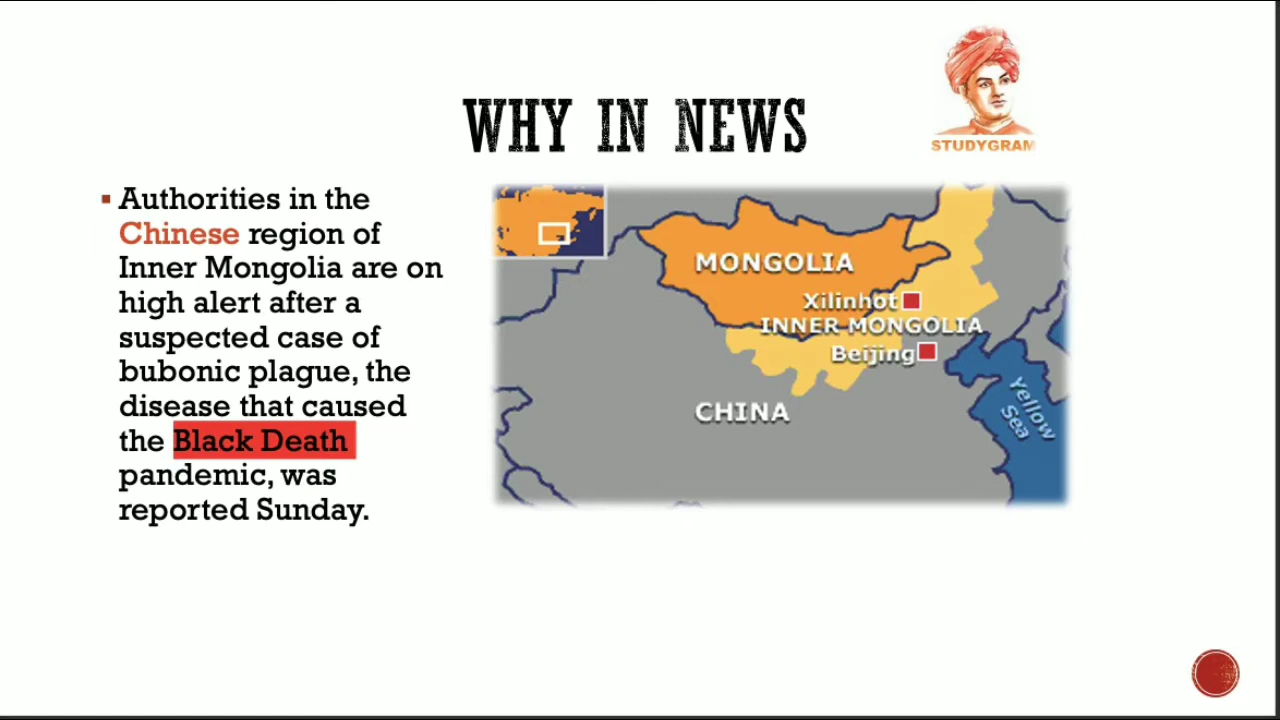 WHY IN NEWS
STUDYGRAM
Authorities in the
Chinese region of
Inner Mongolia are on
high alert after a
suspected case of
bubonic plague, the
disease that caused
the Black Death
pandemic, was
reported Sunday.
MONGOLIA
Xilinhot
INNER MONGOLIA
Beijing
CHINA
Yellow
Sea